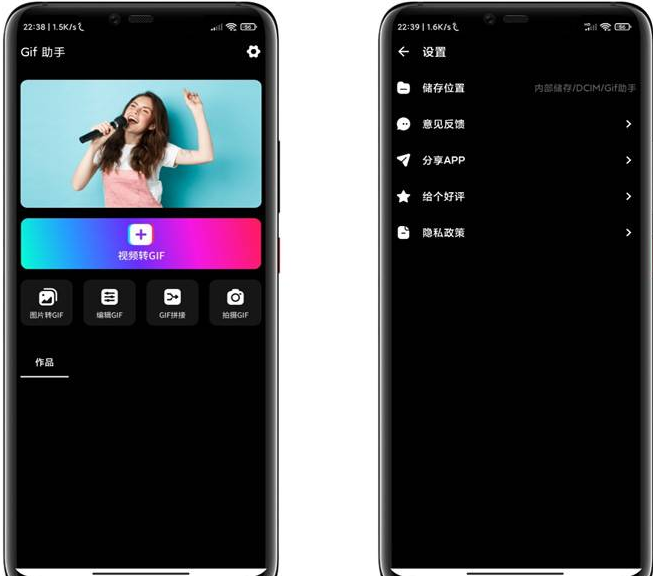 22:38 | 1.5K/s
56
Gif 助手
视频转GIF
图片转GIF
编辑GIF
GIF拼接
拍摄GIF
作品
22:39 | 1.6K/s
设置
储存位置 内部储存/DCIM/Gif助手
意见反馈
分享APP
给个好评
隐私政策